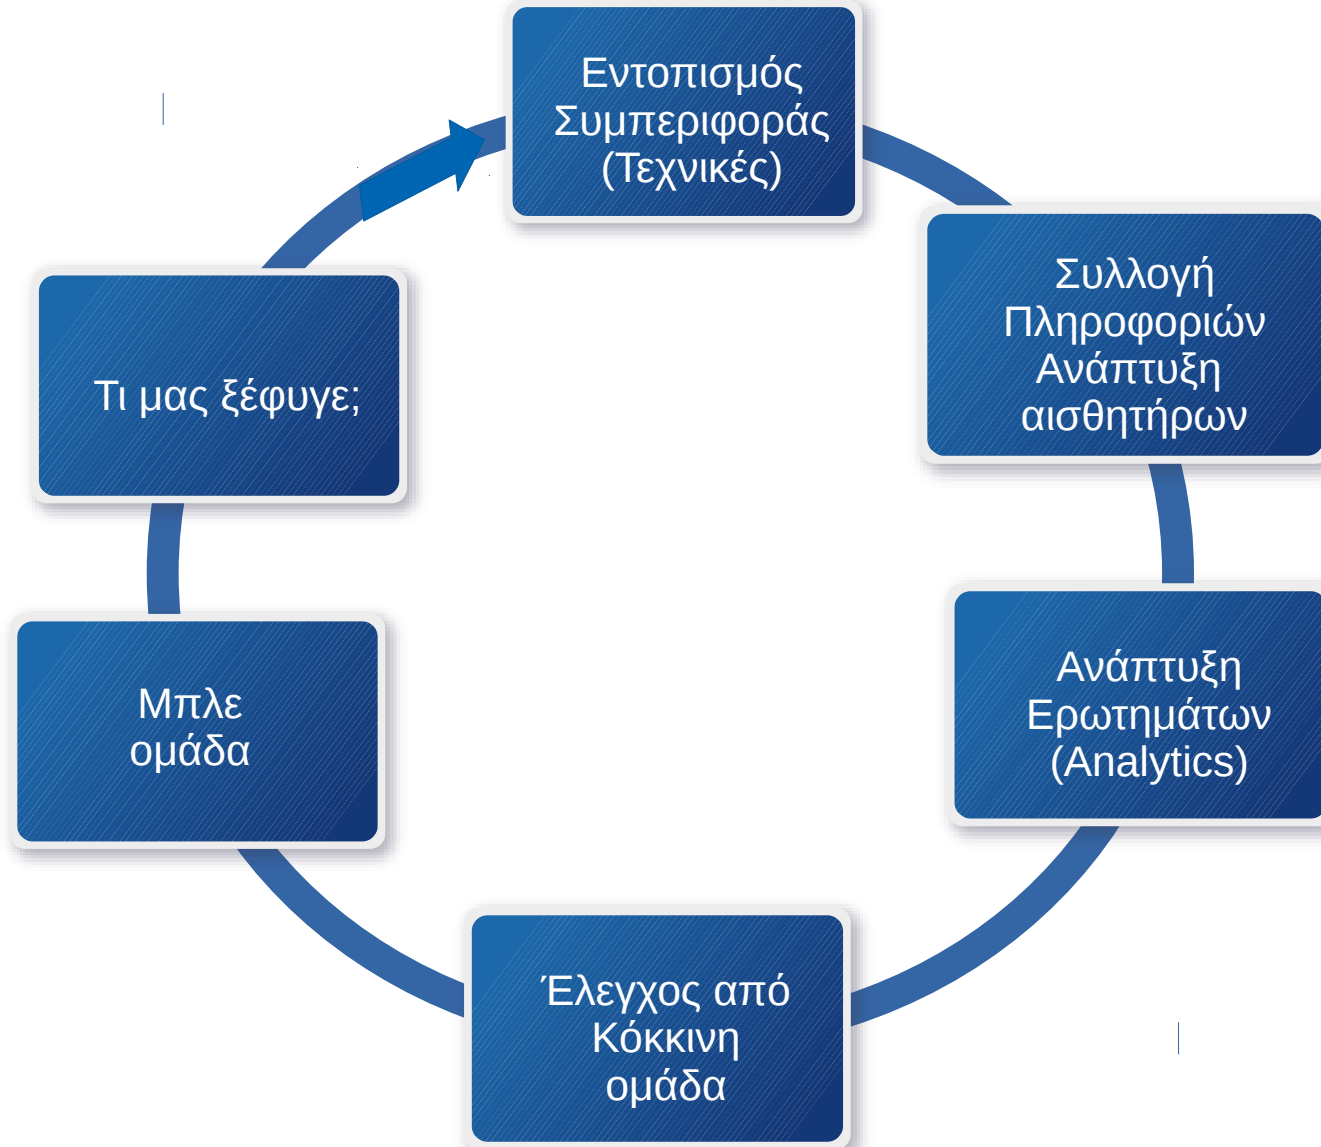 Εντοπισμός
Συμπεριφοράς
(Τεχνικές)
Συλλογή
Πληροφοριών
Ανάπτυξη
αισθητήρων
Ανάπτυξη
Ερωτημάτων
(Analytics)
Έλεγχος από
Κόκκινη
ομάδα
Μπλε
ομάδα
Τι μας ξέφυγε;